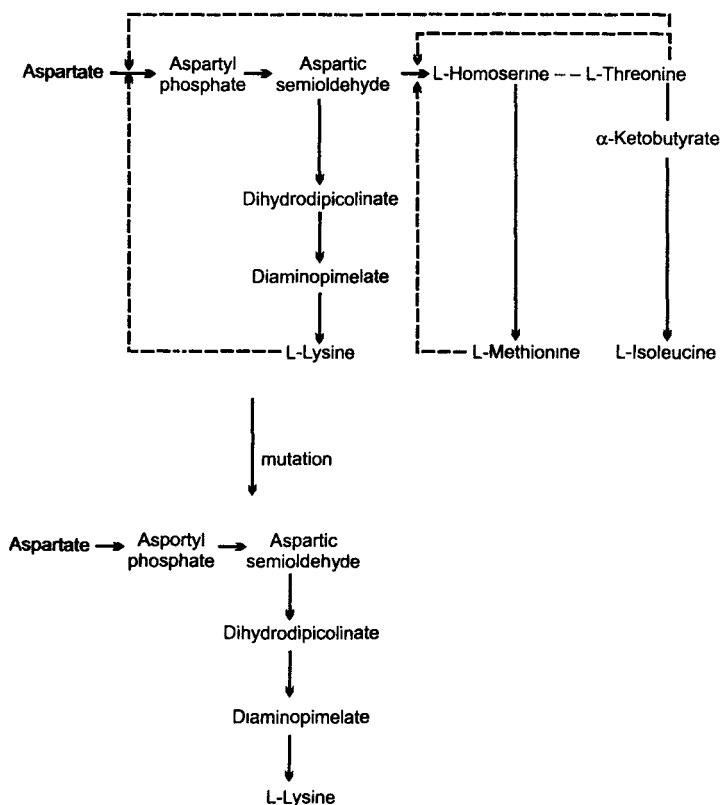 Aspartate
Aspartyl
phosphate
Aspartic
semioldehyde
L-Homoserine -- L-Threonine
α-Ketobutyrate
Dihydrodipicolinate
Diaminopimelate
L-Lysine
L-Methionine
L-Isoleucine
mutation
Aspartate
Asportyl
phosphate
Aspartic
semioldehyde
Dihydrodipicolinate
Diaminopimelate
L-Lysine